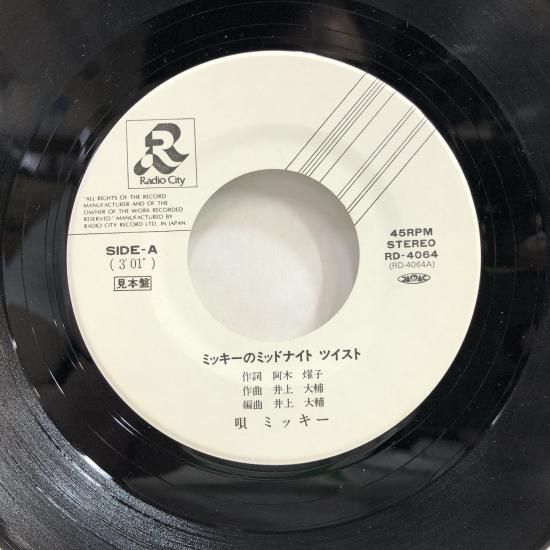 R
Radio City
"ALL RIGHTS OF THE RECORD
MANUFACTURER AND OF THE
OWNER OF THE WORK RECORDED
RESERVED." MANUFACTURED BY
RADIO CITY RECORD LTD., IN JAPAN.
SIDE-A
(3'01")
見本盤
45RPM
STEREO
RD-4064
(RD-4064A)
JASRAC
ミッキーのミッドナイト ツイスト
作詞 阿木 燿子
作曲 井上 大輔
編曲 井上 大輔
唄 ミッキー